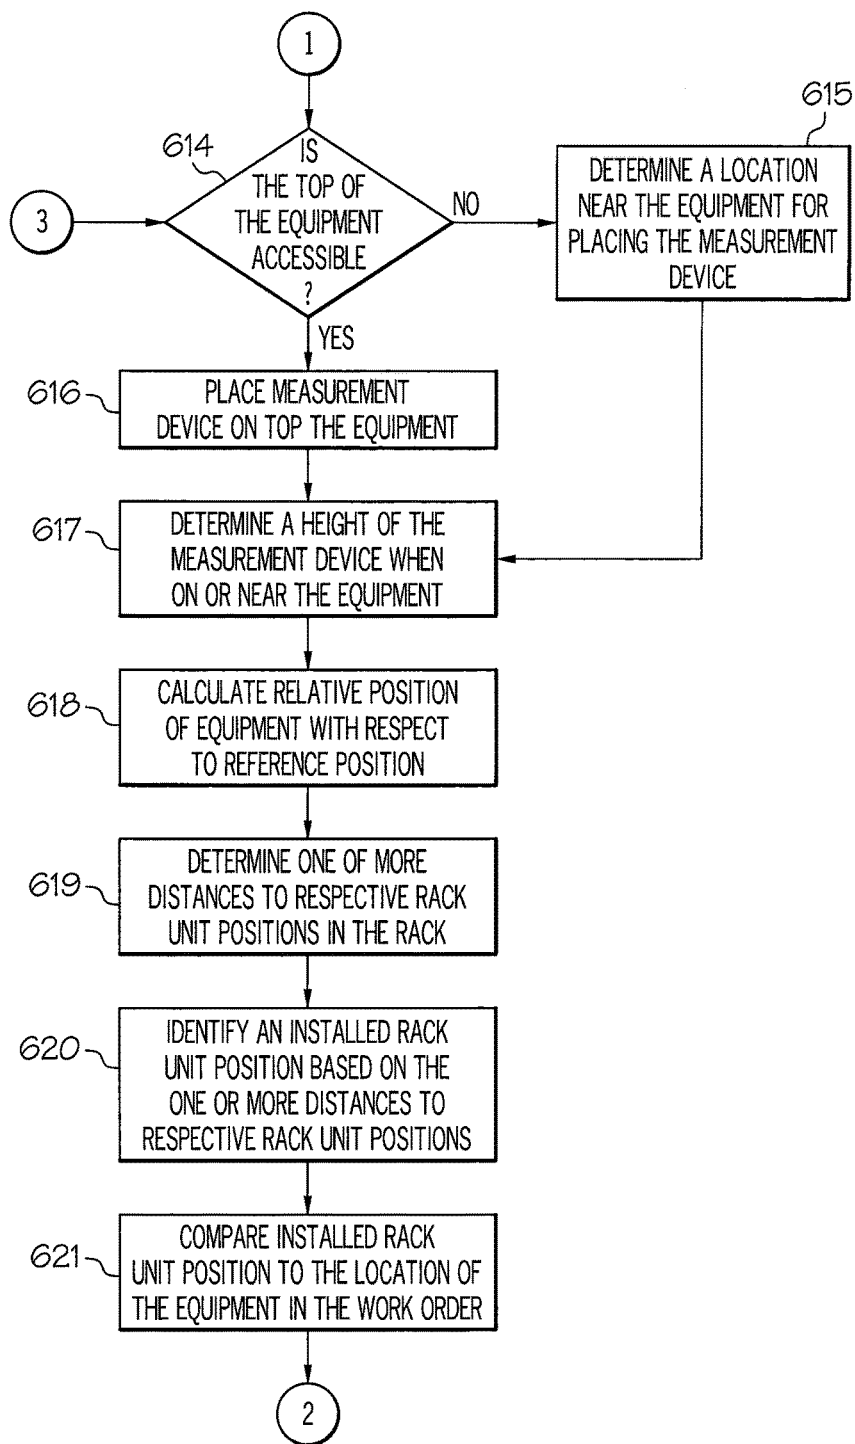 1
614
IS
THE TOP OF
THE EQUIPMENT
ACCESSIBLE
?
3
NO
615
DETERMINE A LOCATION
NEAR THE EQUIPMENT FOR
PLACING THE MEASUREMENT
DEVICE
YES
616
PLACE MEASUREMENT
DEVICE ON TOP THE EQUIPMENT
617
DETERMINE A HEIGHT OF THE
MEASUREMENT DEVICE WHEN
ON OR NEAR THE EQUIPMENT
618
CALCULATE RELATIVE POSITION
OF EQUIPMENT WITH RESPECT
TO REFERENCE POSITION
619
DETERMINE ONE OF MORE
DISTANCES TO RESPECTIVE RACK
UNIT POSITIONS IN THE RACK
620
IDENTIFY AN INSTALLED RACK
UNIT POSITION BASED ON THE
ONE OR MORE DISTANCES TO
RESPECTIVE RACK UNIT POSITIONS
621
COMPARE INSTALLED RACK
UNIT POSITION TO THE LOCATION OF
THE EQUIPMENT IN THE WORK ORDER
2